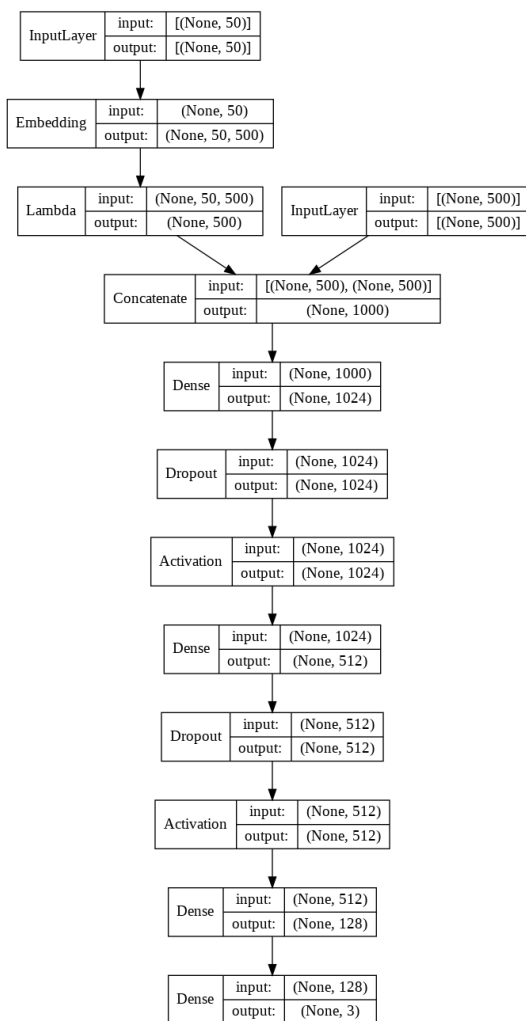 InputLayer
input: [(None, 50)]
output: [(None, 50)]
Embedding
input: (None, 50)
output: (None, 50, 500)
Lambda
input: (None, 50, 500)
output: (None, 500)
InputLayer
input: [(None, 500)]
output: [(None, 500)]
Concatenate
input: [(None, 500), (None, 500)]
output: (None, 1000)
Dense
input: (None, 1000)
output: (None, 1024)
Dropout
input: (None, 1024)
output: (None, 1024)
Activation
input: (None, 1024)
output: (None, 1024)
Dense
input: (None, 1024)
output: (None, 512)
Dropout
input: (None, 512)
output: (None, 512)
Activation
input: (None, 512)
output: (None, 512)
Dense
input: (None, 512)
output: (None, 128)
Dense
input: (None, 128)
output: (None, 3)